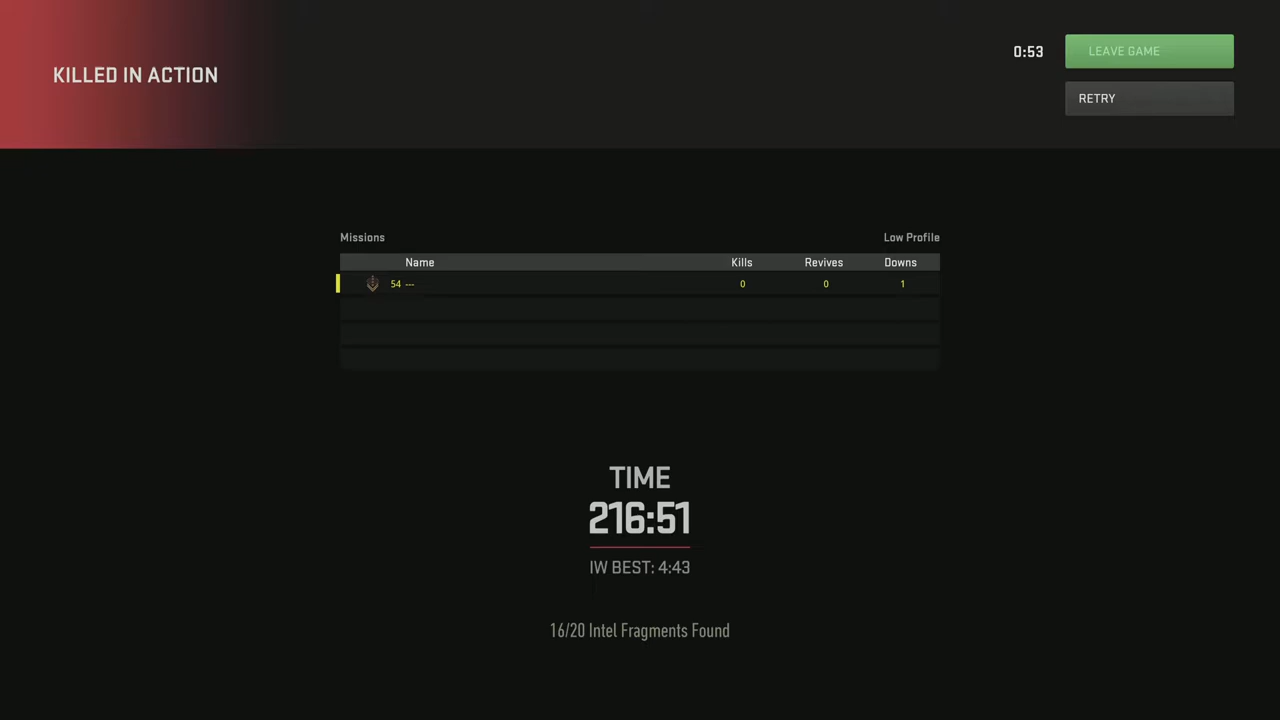 KILLED IN ACTION
0:53
LEAVE GAME
RETRY
Missions Low Profile
Name Kills Revives Downs
54 --- 0 0 1
TIME
216:51
IW BEST: 4:43
16/20 Intel Fragments Found